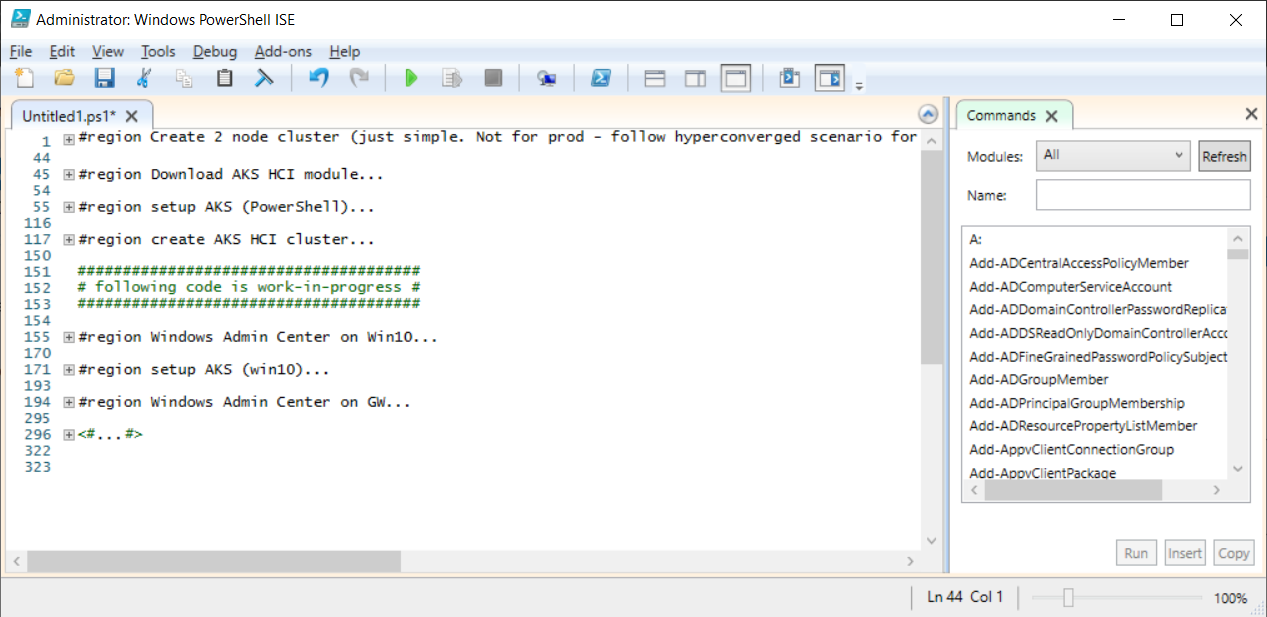 Administrator: Windows PowerShell ISE
File Edit View Tools Debug Add-ons Help
Untitled1.ps1*
1 #region Create 2 node cluster (just simple. Not for prod - follow hyperconverged scenario for
44
45 #region Download AKS HCI module...
54
55 #region setup AKS (PowerShell)...
116
117 #region create AKS HCI cluster...
150
151 ######################################
152 # following code is work-in-progress #
153 ######################################
154
155 #region Windows Admin Center on Win10...
170
171 #region setup AKS (win10)...
193
194 #region Windows Admin Center on GW...
295
296 <#...#>
322
323
Commands
Modules: All Refresh
Name:
A:
Add-ADCentralAccessPolicyMember
Add-ADComputerServiceAccount
Add-ADDomainControllerPasswordReplica
Add-ADDSReadOnlyDomainControllerAcco
Add-ADFineGrainedPasswordPolicySubject
Add-ADGroupMember
Add-ADPrincipalGroupMembership
Add-ADResourcePropertyListMember
Add-AppvClientConnectionGroup
Add-AppvClientPackage
Run Insert Copy
Ln 44 Col 1 100%